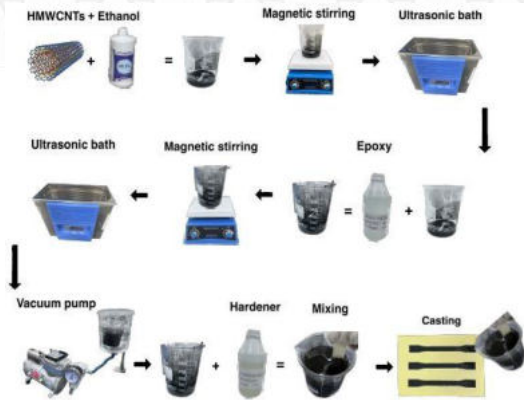 HMWCNTs + Ethanol
Magnetic stirring
Ultrasonic bath
+
=
Ultrasonic bath
Magnetic stirring
Epoxy
=
+
Vacuum pump
Hardener
Mixing
Casting
+
=